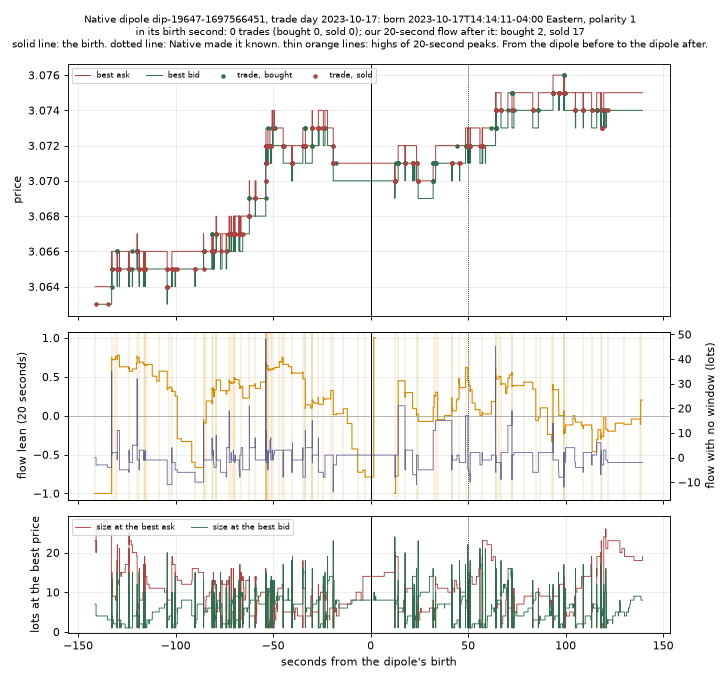 Native dipole dip-19647-1697566451, trade day 2023-10-17: born 2023-10-17T14:14:11-04:00 Eastern, polarity 1
in its birth second: 0 trades (bought 0, sold 0); our 20-second flow after it: bought 2, sold 17
solid line: the birth. dotted line: Native made it known. thin orange lines: highs of 20-second peaks. From the dipole before to the dipole after.
best ask
best bid
trade, bought
trade, sold
3.076
3.074
3.072
3.070
3.068
3.066
3.064
price
1.0
0.5
0.0
−0.5
−1.0
flow lean (20 seconds)
50
40
30
20
10
0
−10
flow with no window (lots)
size at the best ask
size at the best bid
20
10
0
lots at the best price
−150
−100
−50
0
50
100
150
seconds from the dipole's birth